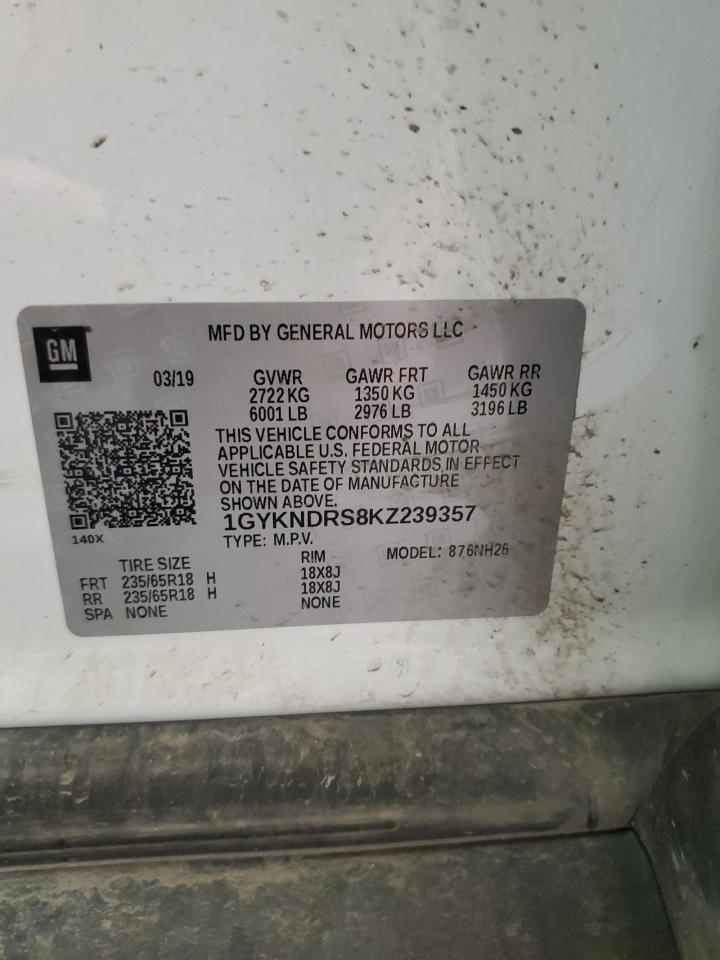 GM
MFD BY GENERAL MOTORS LLC
03/19 GVWR GAWR FRT GAWR RR
2722 KG 1350 KG 1450 KG
6001 LB 2976 LB 3196 LB
THIS VEHICLE CONFORMS TO ALL
APPLICABLE U.S. FEDERAL MOTOR
VEHICLE SAFETY STANDARDS IN EFFECT
ON THE DATE OF MANUFACTURE
SHOWN ABOVE.
1GYKNDRS8KZ239357
140X
TYPE: M.P.V. MODEL: 876NH26
TIRE SIZE RIM
FRT 235/65R18 H 18X8J
RR 235/65R18 H 18X8J
SPA NONE NONE